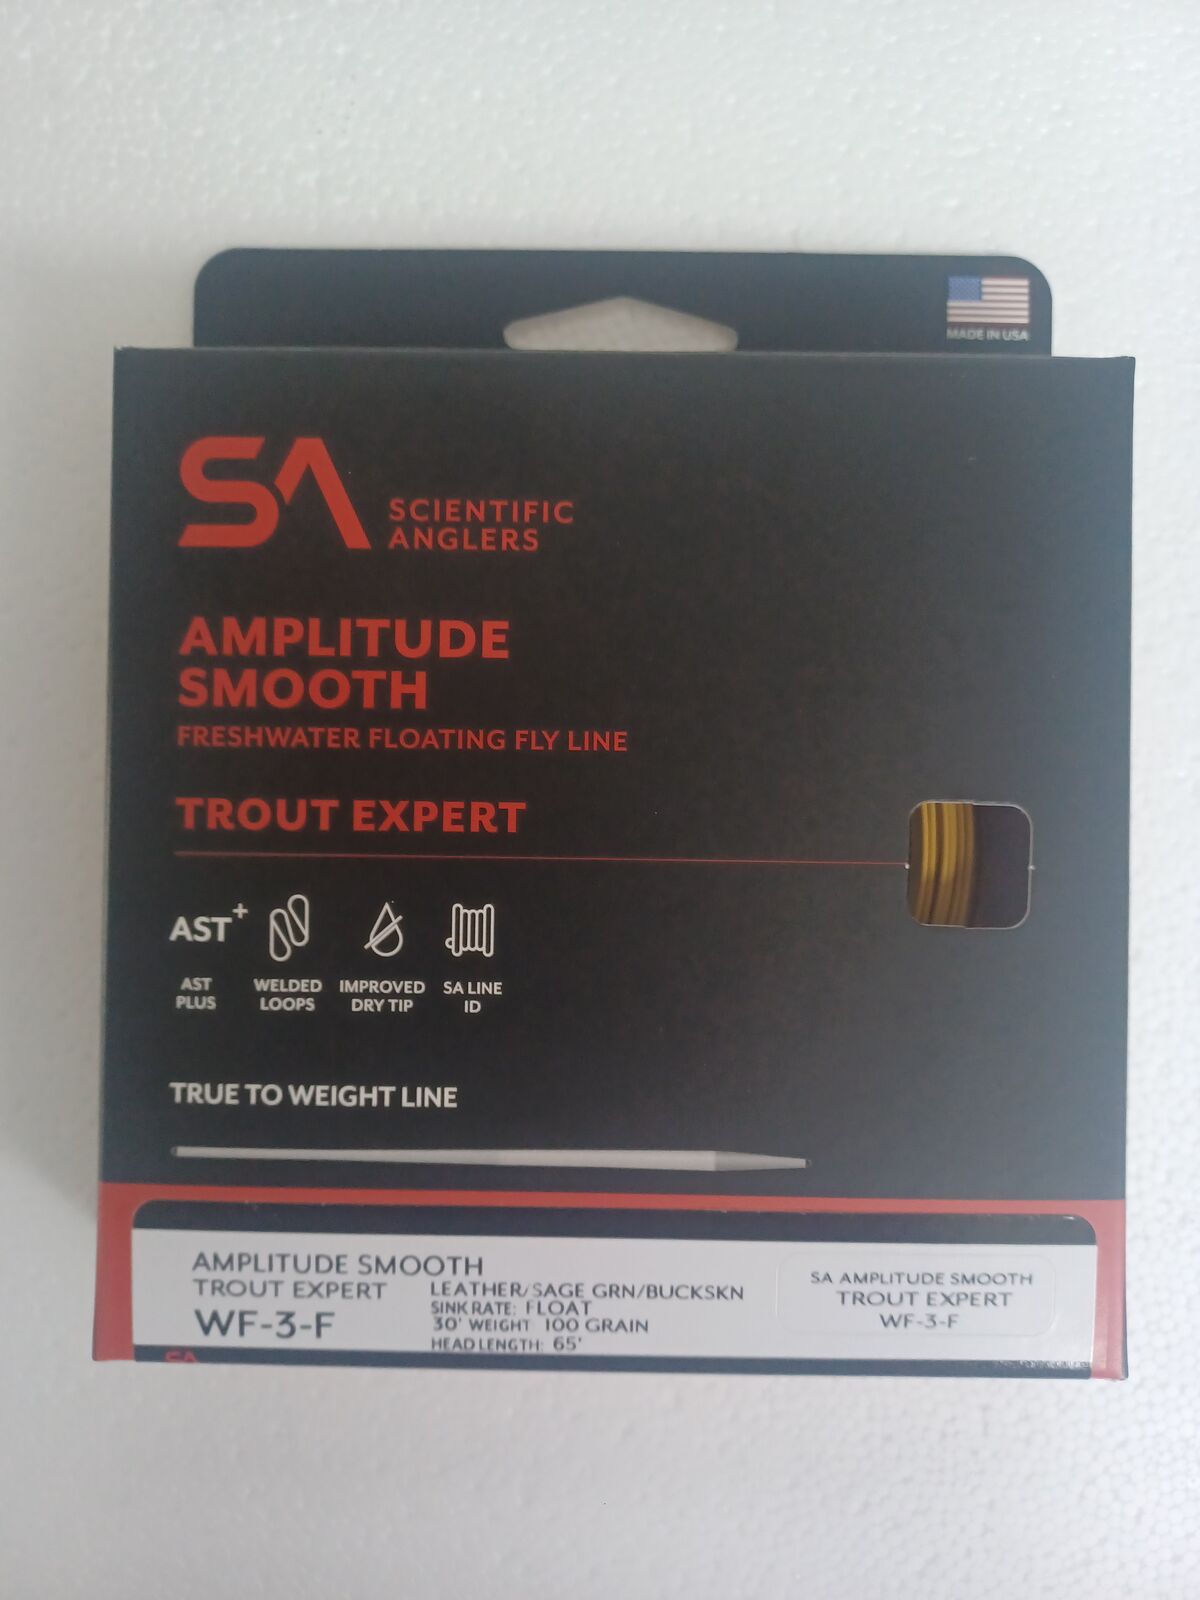 MADE IN USA
SA SCIENTIFIC
ANGLERS
AMPLITUDE
SMOOTH
FRESHWATER FLOATING FLY LINE
TROUT EXPERT
AST+
AST
PLUS
WELDED
LOOPS
IMPROVED
DRY TIP
SA LINE
ID
TRUE TO WEIGHT LINE
AMPLITUDE SMOOTH
TROUT EXPERT
WF-3-F
LEATHER/SAGE GRN/BUCKSKN
SINK RATE: FLOAT
30' WEIGHT 100 GRAIN
HEAD LENGTH: 65'
SA AMPLITUDE SMOOTH
TROUT EXPERT
WF-3-F